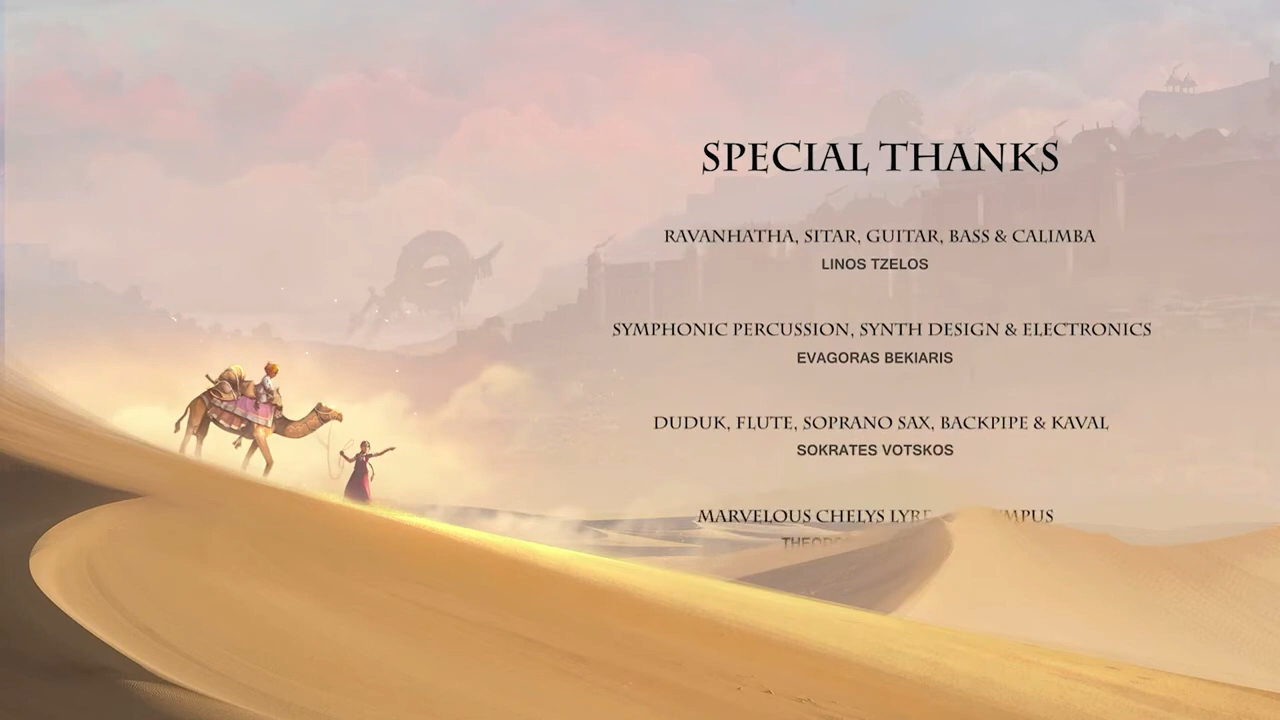 SPECIAL THANKS
RAVANHATHA, SITAR, GUITAR, BASS & CALIMBA
LINOS TZELOS
SYMPHONIC PERCUSSION, SYNTH DESIGN & ELECTRONICS
EVAGORAS BEKIARIS
DUDUK, FLUTE, SOPRANO SAX, BACKPIPE & KAVAL
SOKRATES VOTSKOS
MARVELOUS CHELYS LYRE